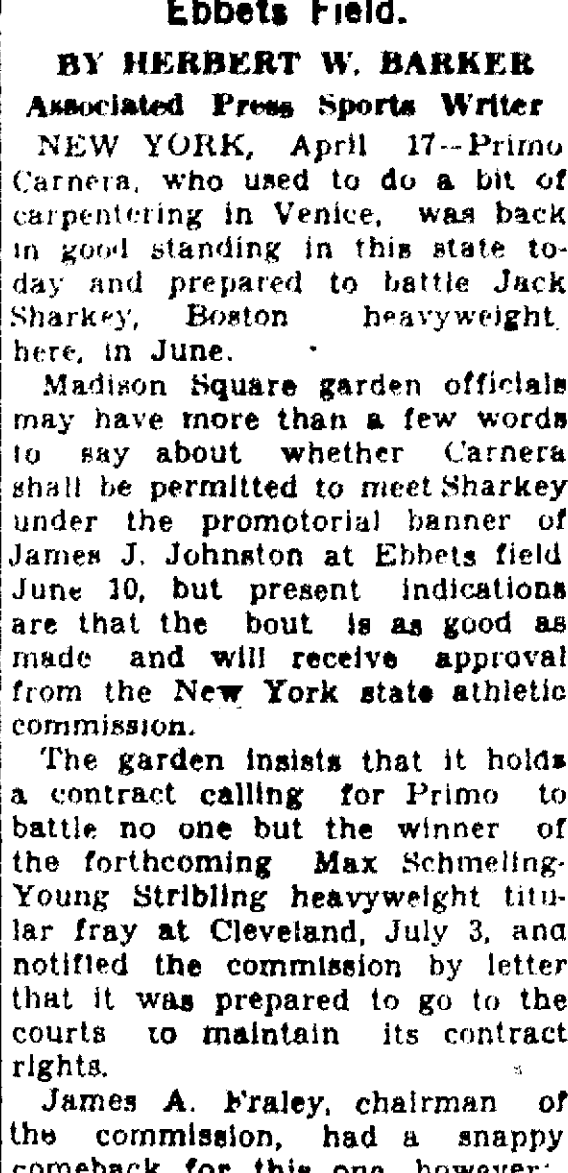 Ebbets Field.
BY HERBERT W. BARKER
Associated Press Sports Writer
NEW YORK, April 17--Primo
Carnera, who used to do a bit of
carpentering in Venice, was back
in good standing in this state to-
day and prepared to battle Jack
Sharkey, Boston heavyweight,
here, in June.
Madison Square garden officials
may have more than a few words
to say about whether Carnera
shall be permitted to meet Sharkey
under the promotorial banner of
James J. Johnston at Ebbets field
June 10, but present indications
are that the bout is as good as
made and will receive approval
from the New York state athletic
commission.
The garden insists that it holds
a contract calling for Primo to
battle no one but the winner of
the forthcoming Max Schmeling-
Young Stribling heavyweight titu-
lar fray at Cleveland, July 3, and
notified the commission by letter
that it was prepared to go to the
courts to maintain its contract
rights.
James A. Fraley, chairman of
the commission, had a snappy
comeback for this one, however: